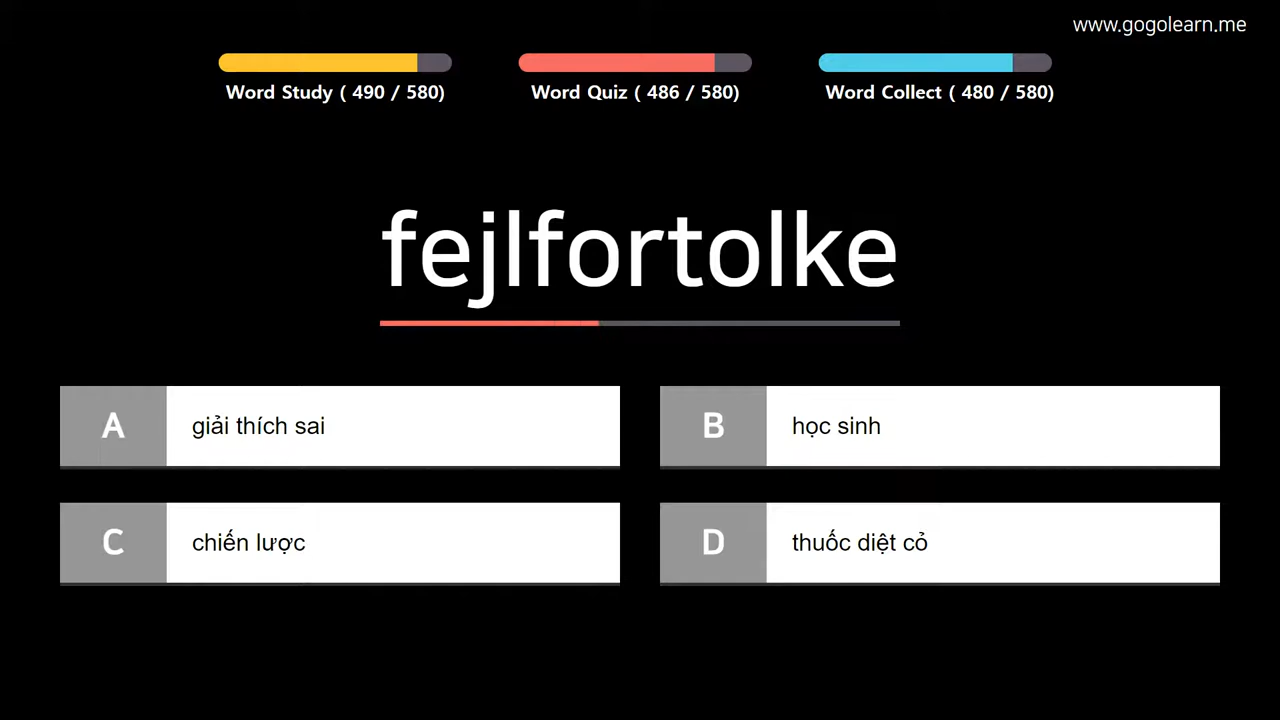 www.gogolearn.me
Word Study ( 490 / 580)
Word Quiz ( 486 / 580)
Word Collect ( 480 / 580)
fejlfortolke
A giải thích sai
B học sinh
C chiến lược
D thuốc diệt cỏ